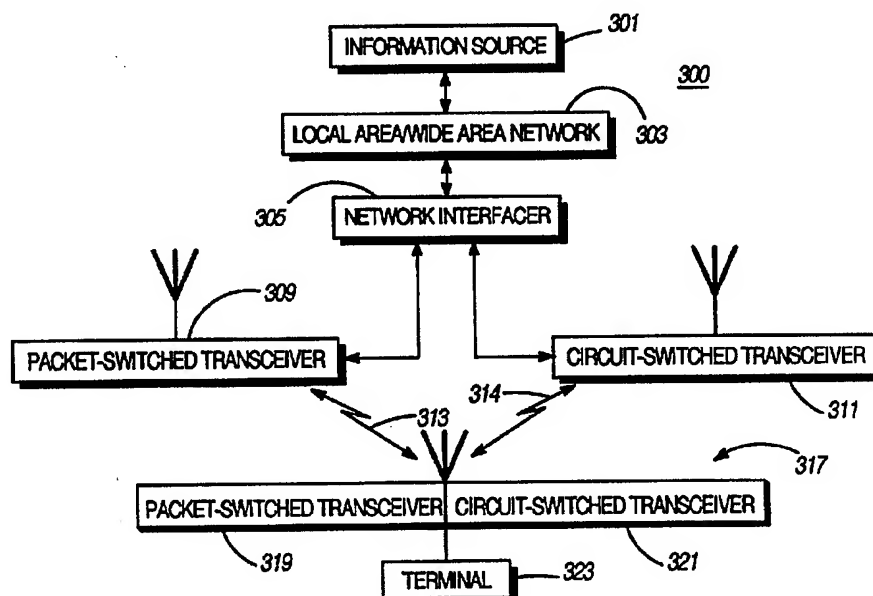 301
INFORMATION SOURCE
300
LOCAL AREA/WIDE AREA NETWORK
303
305
NETWORK INTERFACER
309
PACKET-SWITCHED TRANSCEIVER
CIRCUIT-SWITCHED TRANSCEIVER
314
313
311
317
PACKET-SWITCHED TRANSCEIVER
CIRCUIT-SWITCHED TRANSCEIVER
319
321
TERMINAL
323